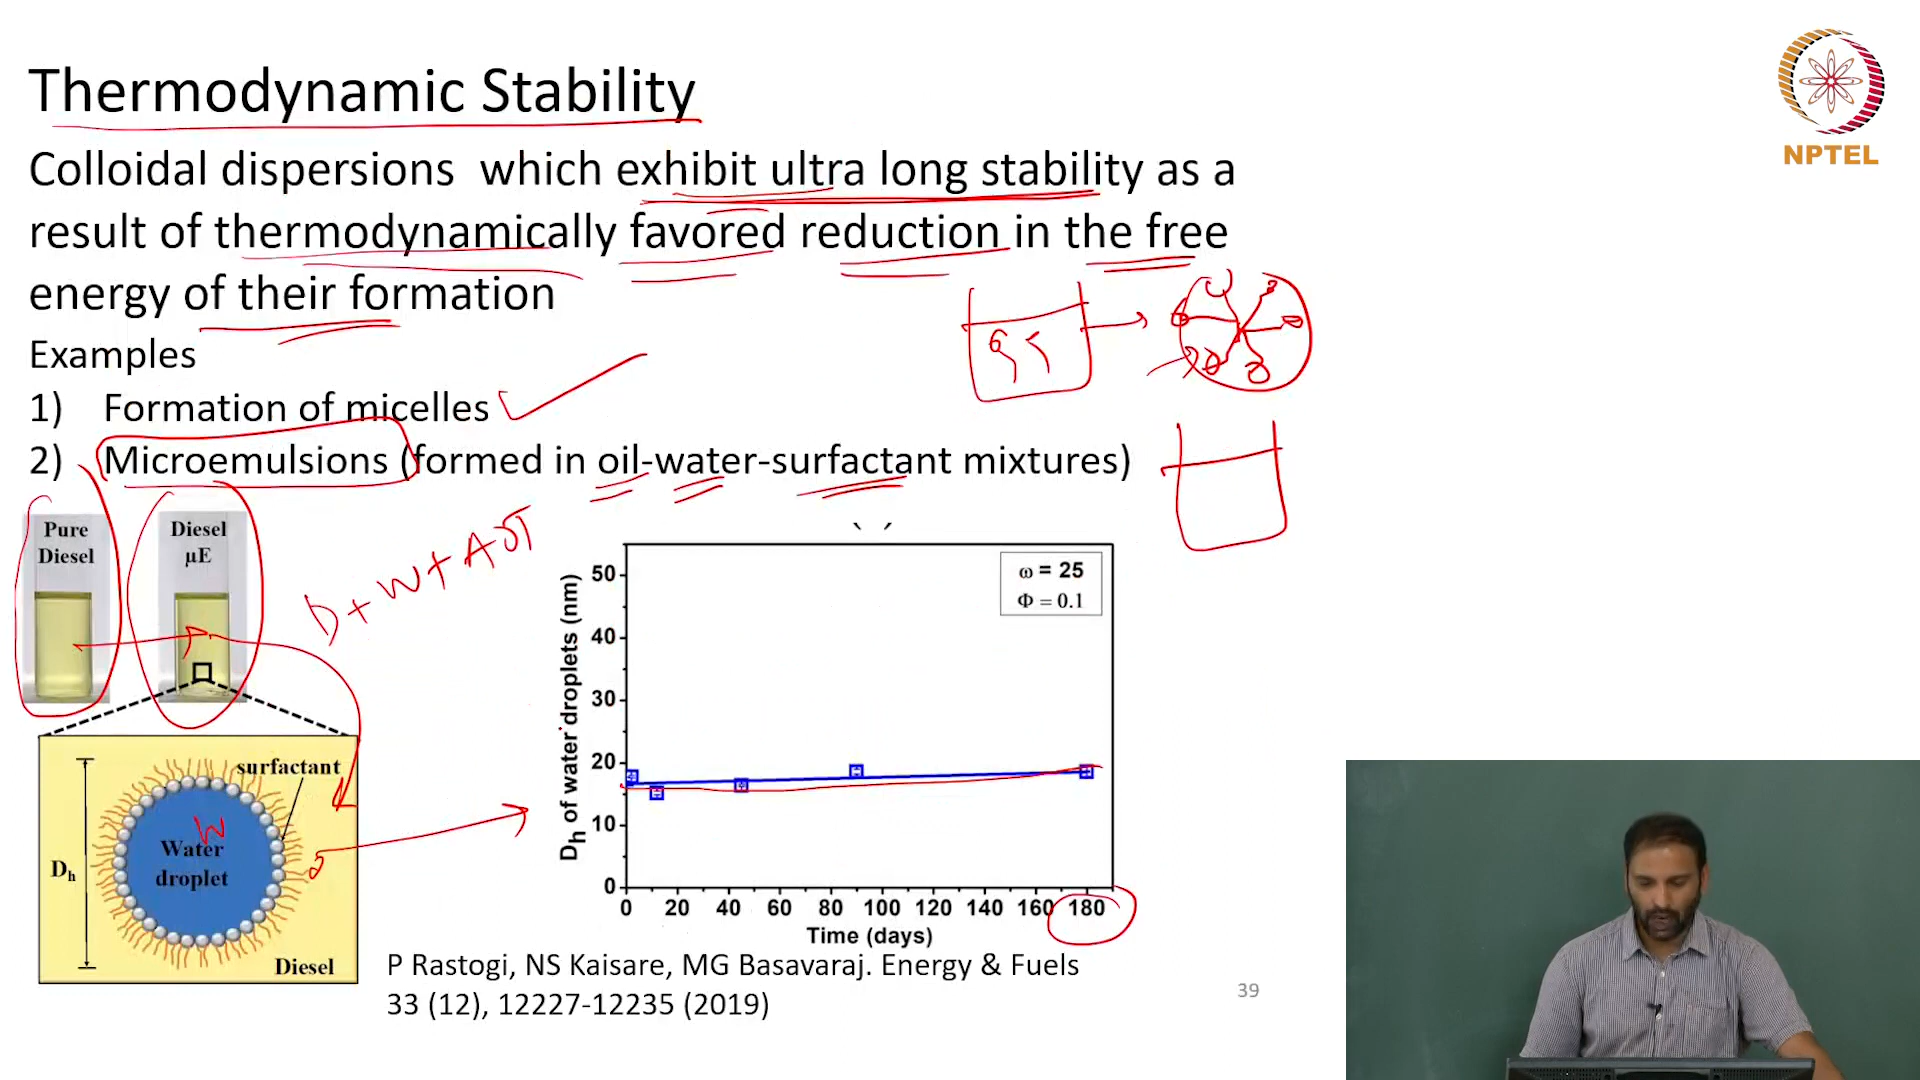 Thermodynamic Stability
NPTEL
Colloidal dispersions which exhibit ultra long stability as a
result of thermodynamically favored reduction in the free
energy of their formation
Examples
1) Formation of micelles
2) Microemulsions (formed in oil-water-surfactant mixtures)
Pure
Diesel
Diesel
µE
D + W + AOT
surfactant
W
Water
droplet
Dh
Diesel
ω = 25
Φ = 0.1
Dh of water droplets (nm)
50
40
30
20
10
0
0 20 40 60 80 100 120 140 160 180
Time (days)
P Rastogi, NS Kaisare, MG Basavaraj. Energy & Fuels
33 (12), 12227-12235 (2019)
39